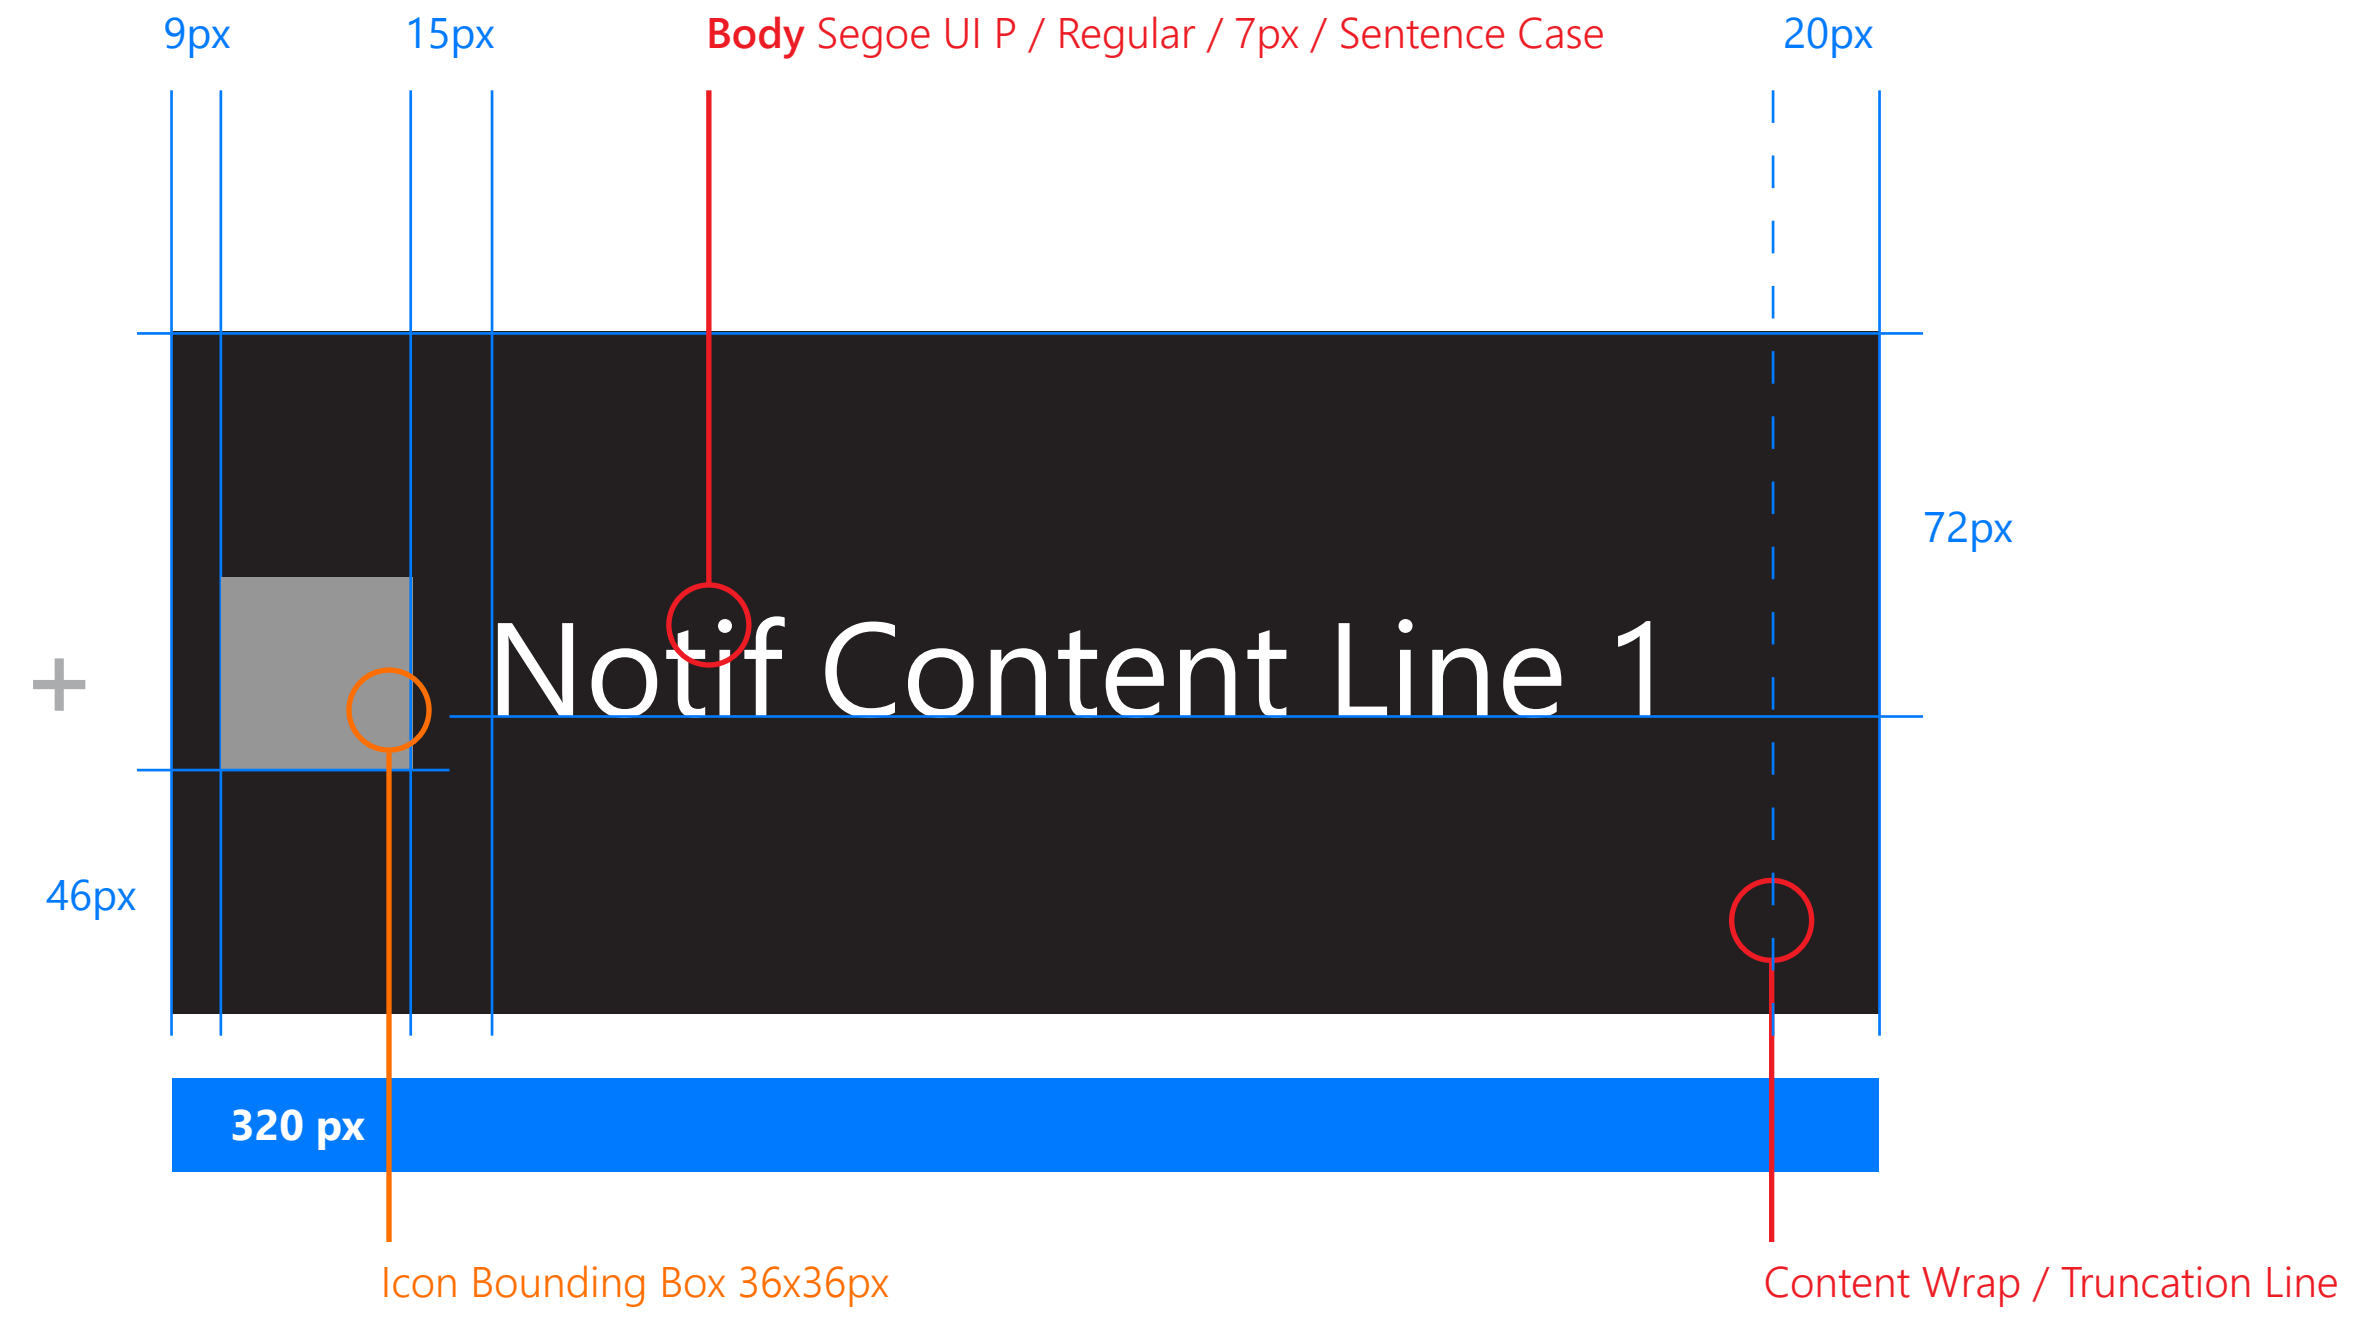 9px
15px
Body Segoe UI P / Regular / 7px / Sentence Case
20px
72px
Notif Content Line 1
+
46px
320 px
Icon Bounding Box 36x36px
Content Wrap / Truncation Line